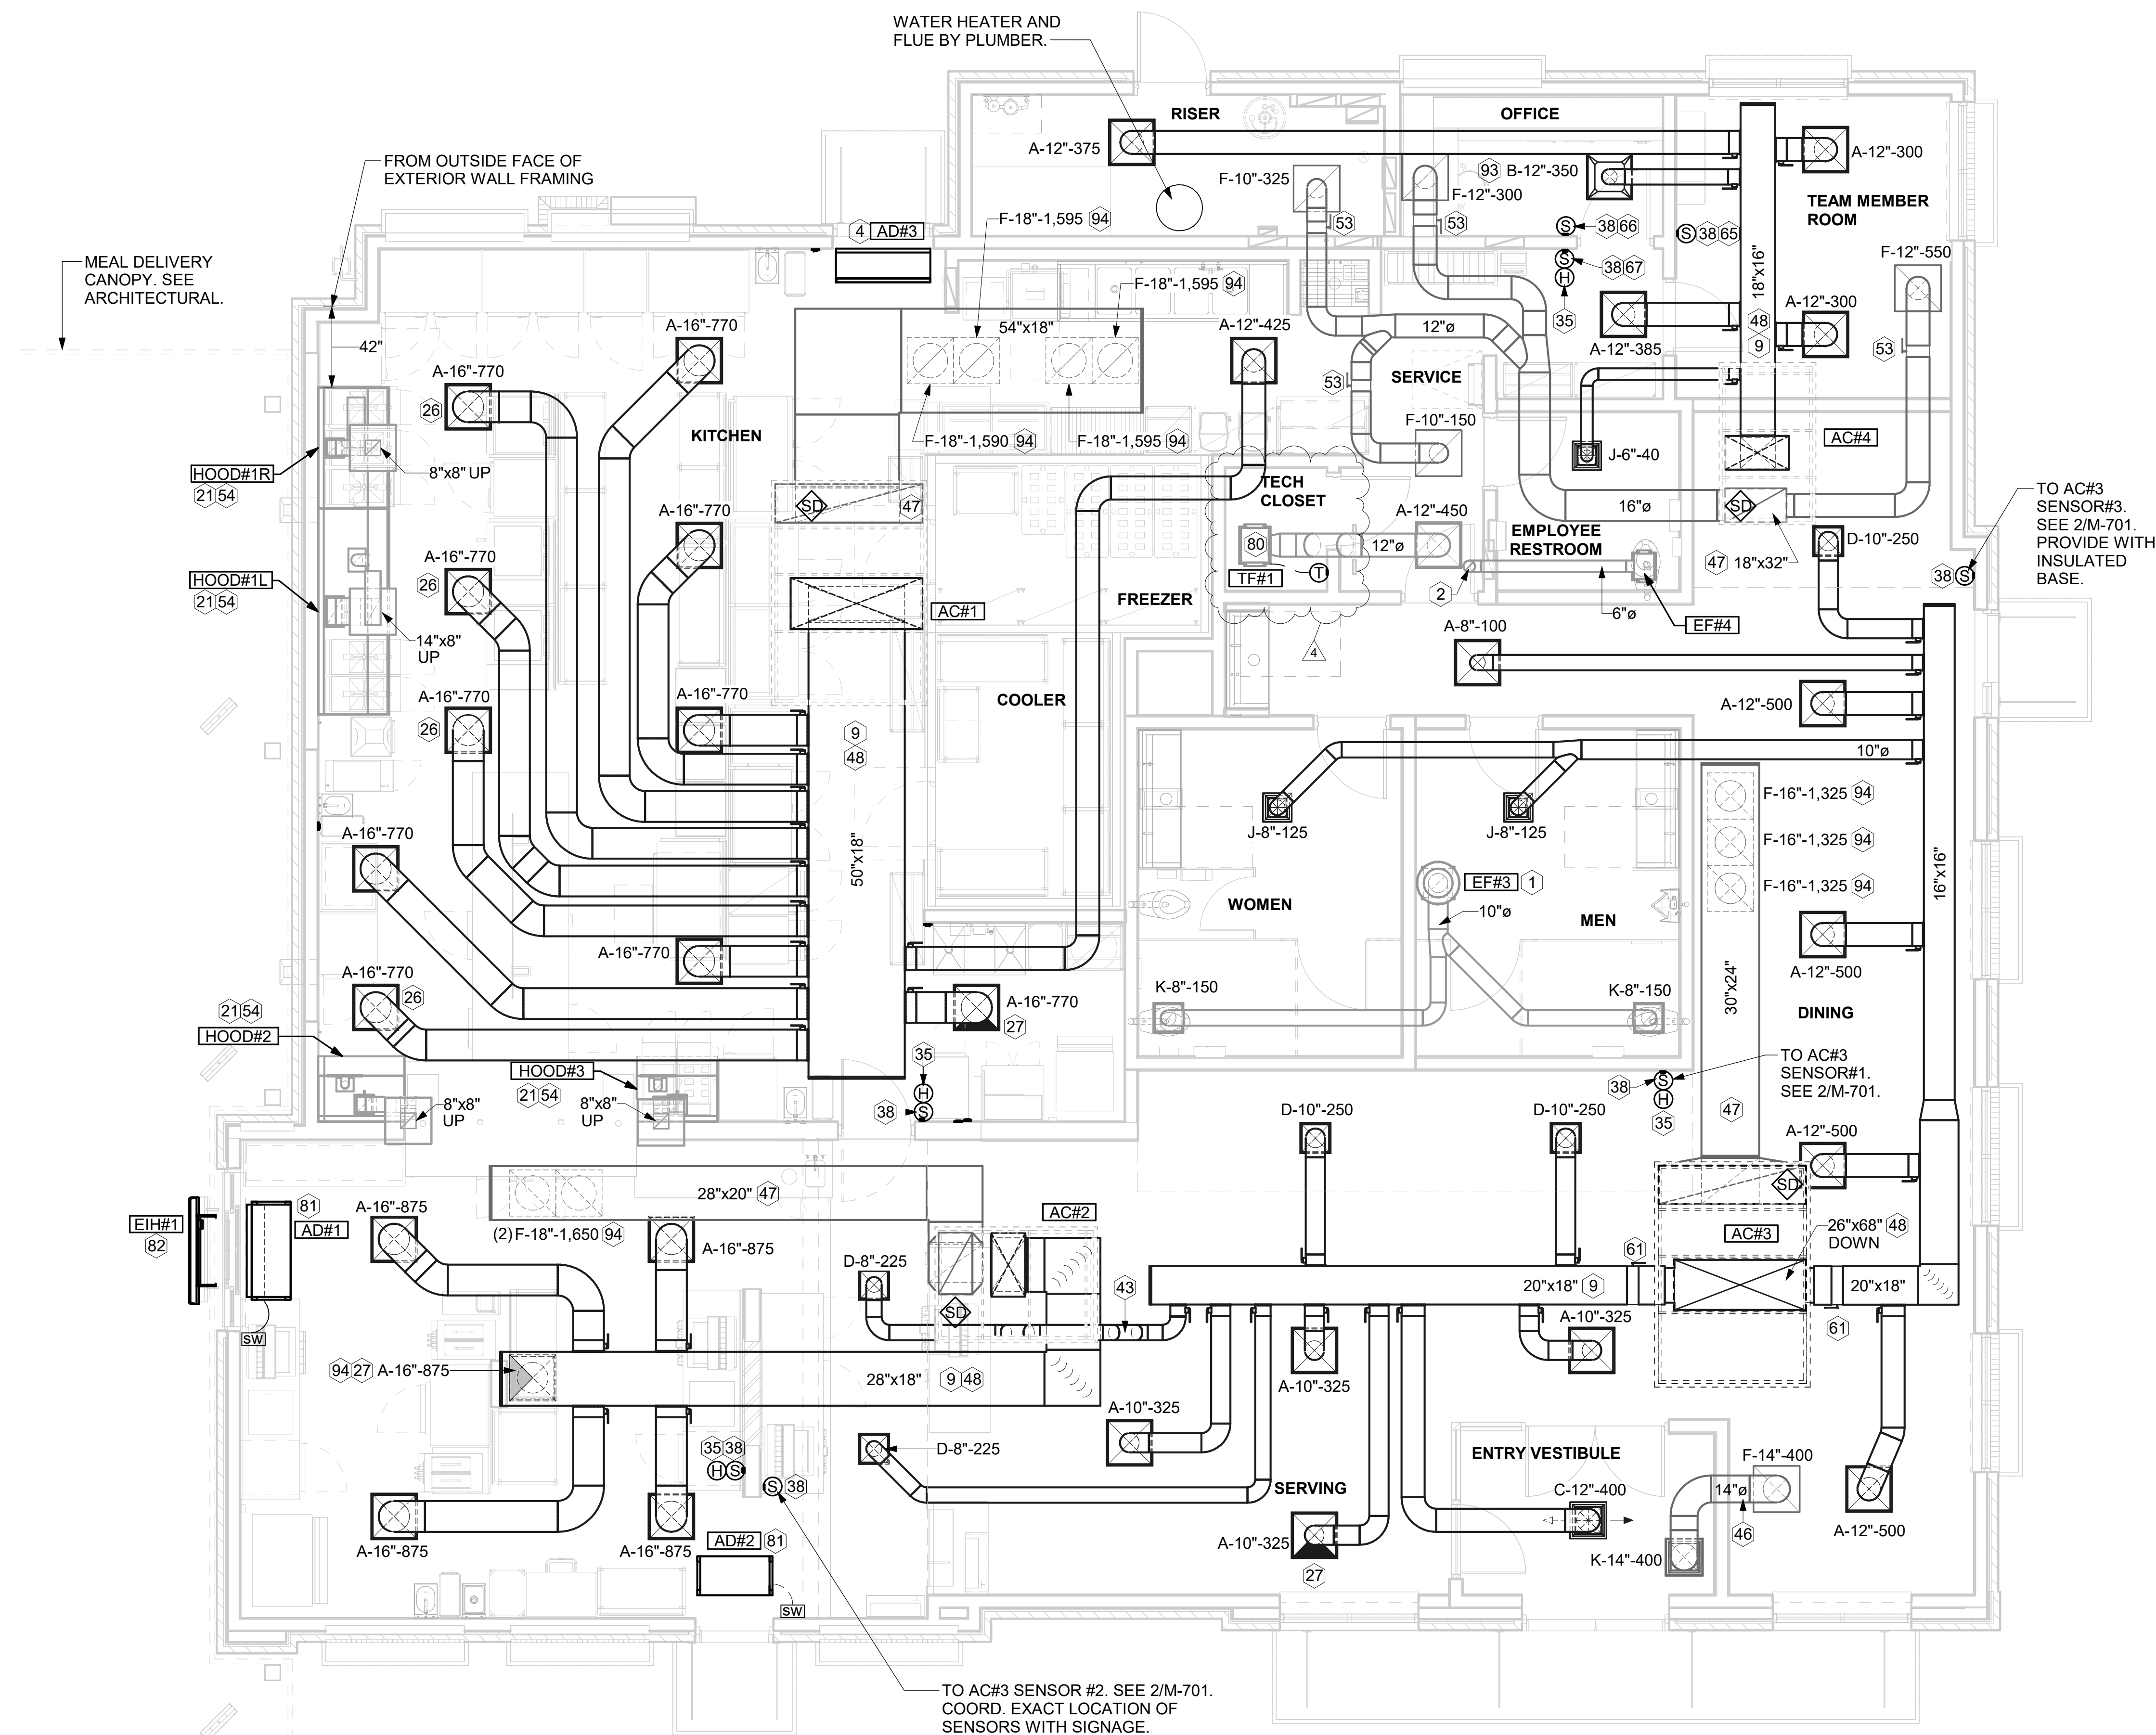 WATER HEATER AND
FLUE BY PLUMBER.
RISER
OFFICE
A-12"-375
A-12"-300
FROM OUTSIDE FACE OF
EXTERIOR WALL FRAMING
F-10"-325
93 B-12"-350
F-12"-300
TEAM MEMBER
ROOM
F-18"-1,595 94
53
53
38 66
38 65
S
S
4 AD#3
F-12"-550
MEAL DELIVERY
CANOPY. SEE
ARCHITECTURAL.
S
H
38 67
F-18"-1,595 94
18"x16"
A-12"-300
54"x18"
A-16"-770
A-12"-425
12"ø
35
48
9
42"
A-12"-385
53
A-16"-770
26
53
SERVICE
KITCHEN
F-18"-1,590 94
F-18"-1,595 94
F-10"-150
AC#4
J-6"-40
HOOD#1R
21 54
8"x8" UP
TECH
CLOSET
SD
47
A-16"-770
A-12"-450
16"ø
SD
TO AC#3
SENSOR#3.
SEE 2/M-701.
PROVIDE WITH
INSULATED
BASE.
EMPLOYEE
RESTROOM
D-10"-250
80
12"ø
TF#1
T
47 18"x32"
A-16"-770
26
HOOD#1L
21 54
38 S
FREEZER
AC#1
2
6"ø
EF#4
14"x8"
UP
A-8"-100
4
A-16"-770
26
A-16"-770
COOLER
A-12"-500
9
48
10"ø
F-16"-1,325 94
J-8"-125
J-8"-125
A-16"-770
F-16"-1,325 94
50"x18"
16"x16"
EF#3 1
F-16"-1,325 94
WOMEN
10"ø
MEN
A-16"-770
A-12"-500
A-16"-770
26
30"x24"
K-8"-150
K-8"-150
A-16"-770
27
DINING
21 54
HOOD#2
35
HOOD#3
21 54
TO AC#3
SENSOR#1.
SEE 2/M-701.
38
S
H
35
H
38
S
8"x8"
UP
8"x8"
UP
D-10"-250
D-10"-250
47
A-12"-500
28"x20" 47
SD
81
AD#1
A-16"-875
EIH#1
82
(2) F-18"-1,650 94
AC#2
AC#3
26"x68" 48
DOWN
A-16"-875
61
D-8"-225
43
20"x18" 9
20"x18"
SD
SW
A-10"-325
61
94 27 A-16"-875
28"x18"
9 48
A-10"-325
A-10"-325
35 38
H S
D-8"-225
ENTRY VESTIBULE
F-14"-400
S 38
SERVING
C-12"-400
14"ø
A-10"-325
46
A-12"-500
A-16"-875
A-16"-875
AD#2 81
K-14"-400
27
SW
TO AC#3 SENSOR #2. SEE 2/M-701.
COORD. EXACT LOCATION OF
SENSORS WITH SIGNAGE.